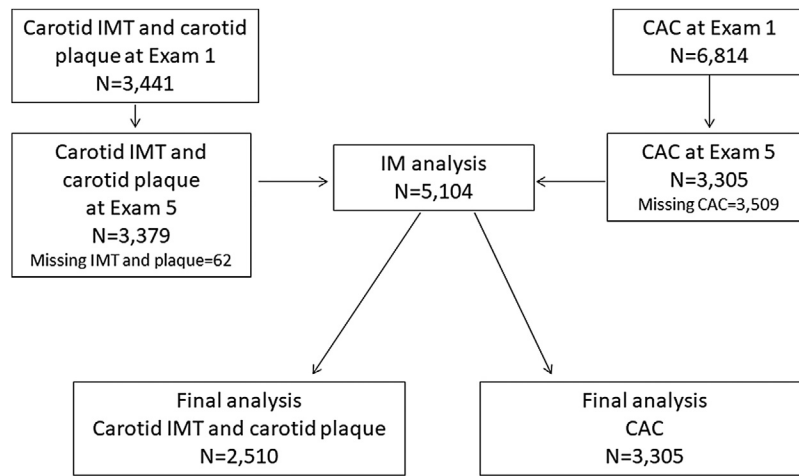 Carotid IMT and carotid
plaque at Exam 1
N=3,441
CAC at Exam 1
N=6,814
Carotid IMT and
carotid plaque
at Exam 5
N=3,379
Missing IMT and plaque=62
IM analysis
N=5,104
CAC at Exam 5
N=3,305
Missing CAC=3,509
Final analysis
Carotid IMT and carotid plaque
N=2,510
Final analysis
CAC
N=3,305